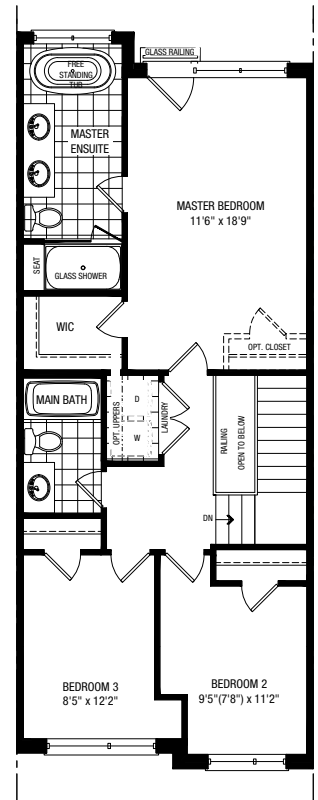 GLASS RAILING
FREE
STANDING
TUB
MASTER
ENSUITE
MASTER BEDROOM
11'6" x 18'9"
SEAT
GLASS SHOWER
WIC
OPT. CLOSET
MAIN BATH
OPT. UPPERS
D
W
LAUNDRY
RAILING
OPEN TO BELOW
DN
BEDROOM 3
8'5" x 12'2"
BEDROOM 2
9'5"(7'8") x 11'2"